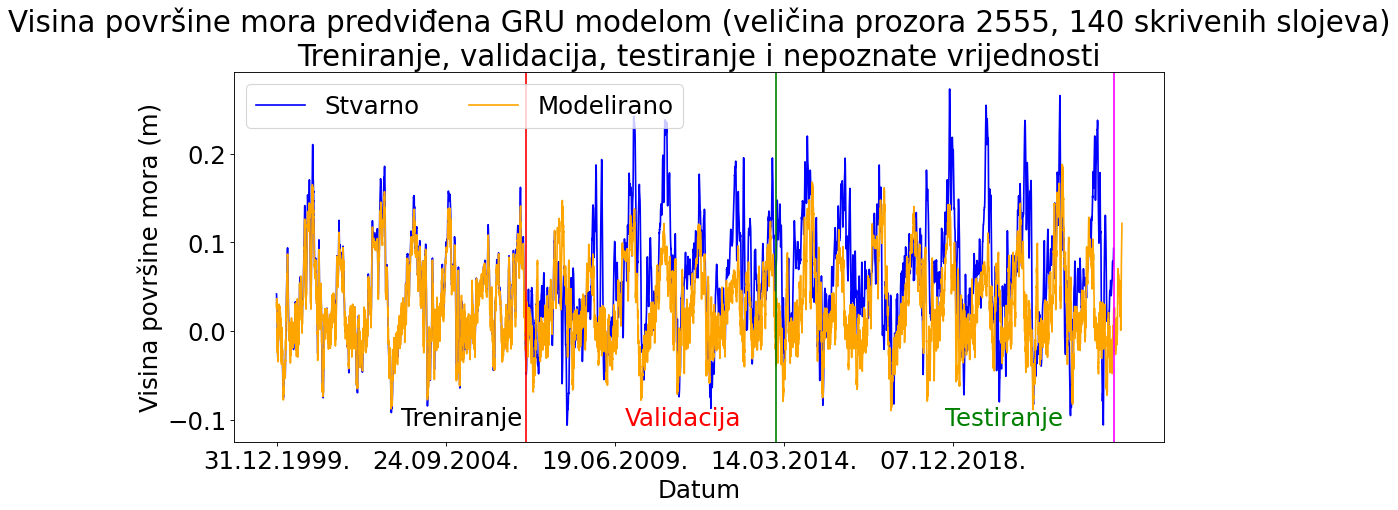 Visina površine mora predviđena GRU modelom (veličina prozora 2555, 140 skrivenih slojeva)
Treniranje, validacija, testiranje i nepoznate vrijednosti
Stvarno
Modelirano
Visina površine mora (m)
0.2
0.1
0.0
−0.1
Treniranje
Validacija
Testiranje
31.12.1999.
24.09.2004.
19.06.2009.
14.03.2014.
07.12.2018.
Datum